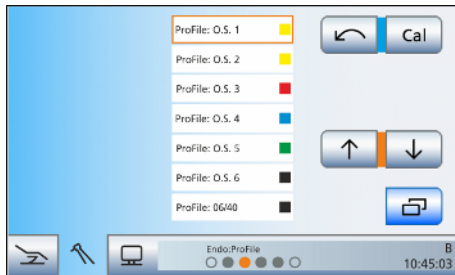 ProFile: O.S. 1
Cal
ProFile: O.S. 2
ProFile: O.S. 3
ProFile: O.S. 4
ProFile: O.S. 5
ProFile: O.S. 6
ProFile: 06/40
Endo:ProFile
B
10:45:03